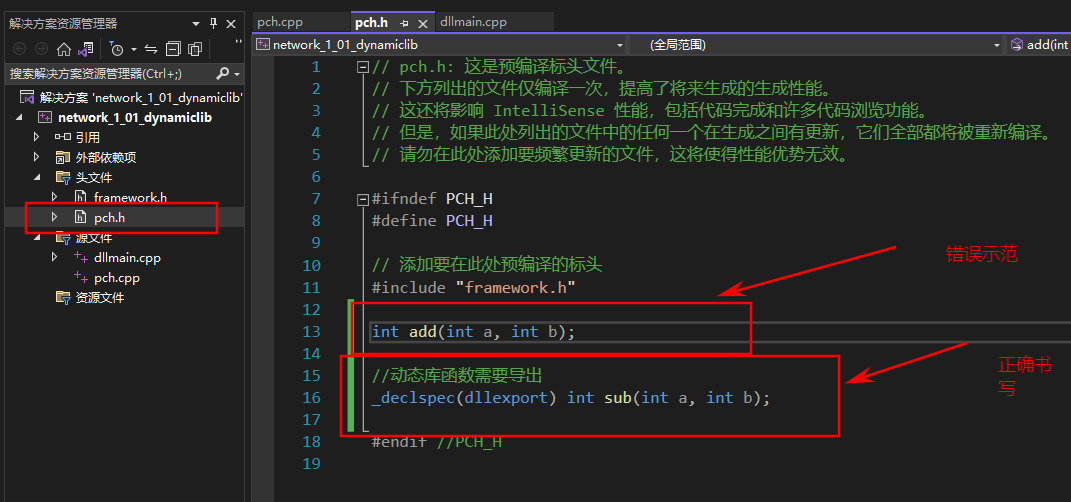 解决方案资源管理器
搜索解决方案资源管理器(Ctrl+;)
解决方案 'network_1_01_dynamiclib'
network_1_01_dynamiclib
引用
外部依赖项
头文件
framework.h
pch.h
源文件
dllmain.cpp
pch.cpp
资源文件
pch.cpp pch.h dllmain.cpp
network_1_01_dynamiclib (全局范围) add(int
1 // pch.h: 这是预编译标头文件。
2 // 下方列出的文件仅编译一次，提高了将来生成的生成性能。
3 // 这还将影响 IntelliSense 性能，包括代码完成和许多代码浏览功能。
4 // 但是，如果此处列出的文件中的任何一个在生成之间有更新，它们全部都将被重新编译。
5 // 请勿在此处添加要频繁更新的文件，这将使得性能优势无效。
6
7 #ifndef PCH_H
8 #define PCH_H
9
10 // 添加要在此处预编译的标头
11 #include "framework.h"
12
13 int add(int a, int b);
14
15 //动态库函数需要导出
16 _declspec(dllexport) int sub(int a, int b);
17
18 #endif //PCH_H
19
错误示范
正确书
写